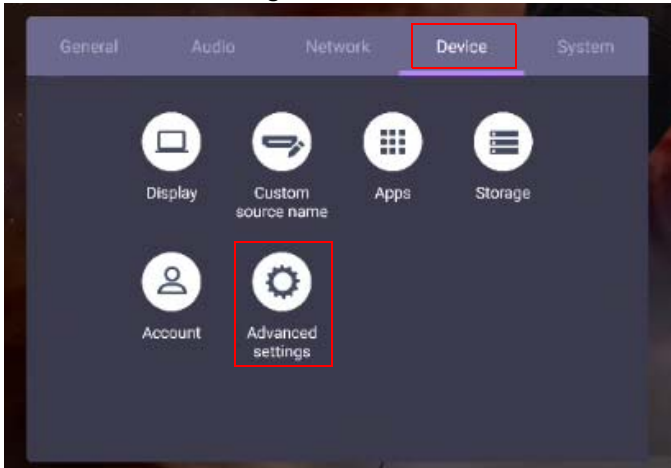 General Audio Network Device System
Display Custom source name Apps Storage
Account Advanced settings